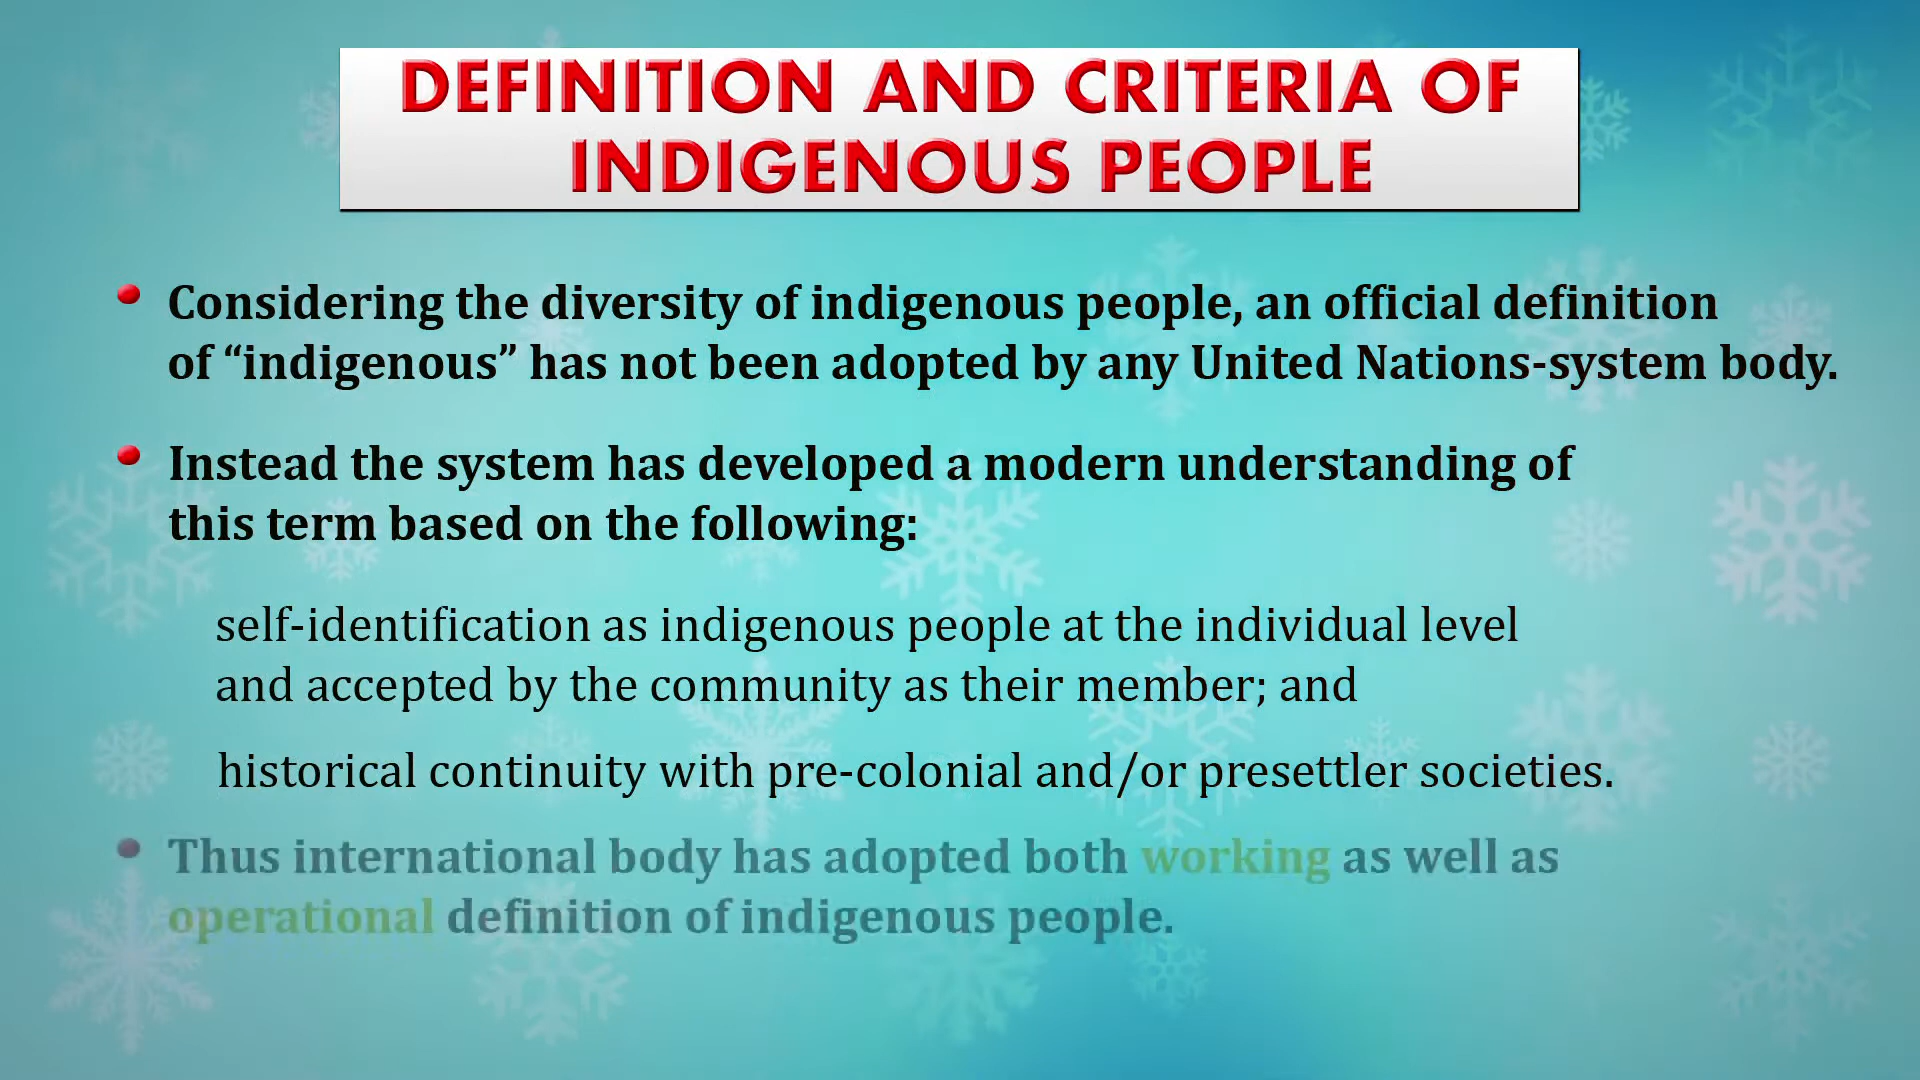 DEFINITION AND CRITERIA OF
INDIGENOUS PEOPLE
Considering the diversity of indigenous people, an official definition
of “indigenous” has not been adopted by any United Nations-system body.
Instead the system has developed a modern understanding of
this term based on the following:
self-identification as indigenous people at the individual level
and accepted by the community as their member; and
historical continuity with pre-colonial and/or presettler societies.
Thus international body has adopted both working as well as
operational definition of indigenous people.